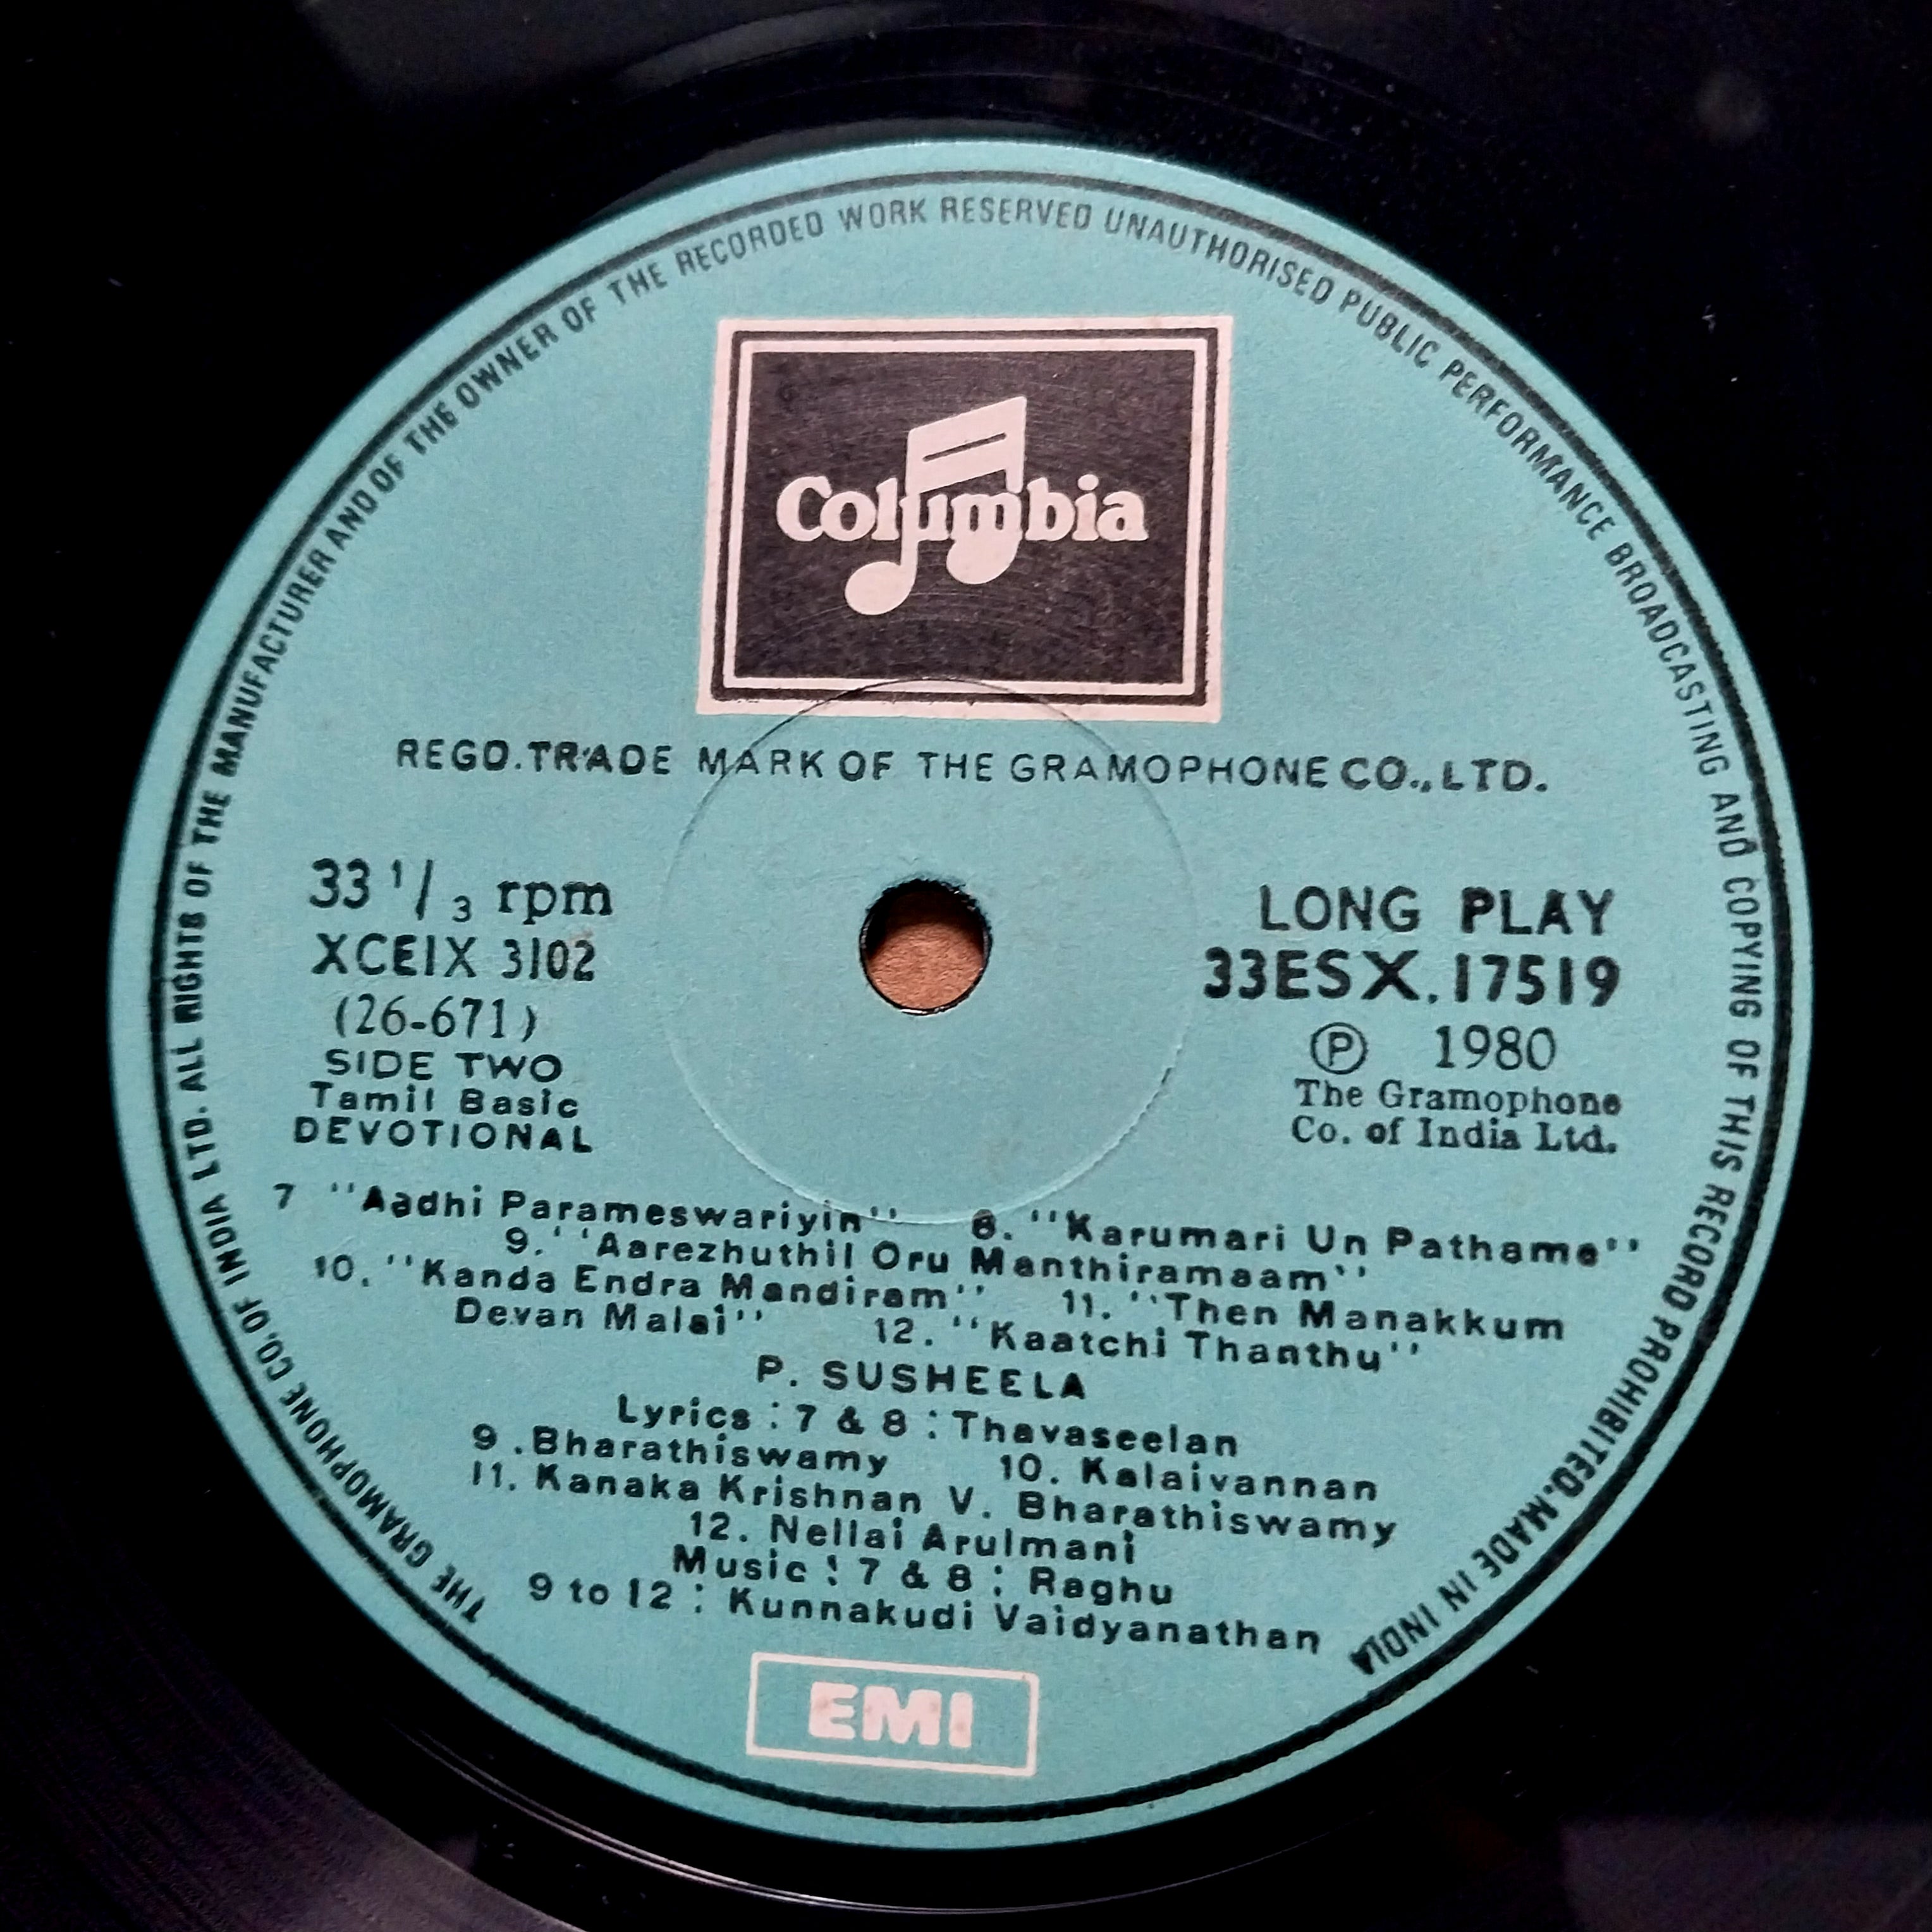 THE GRAMOPHONE CO. OF INDIA LTD. ALL RIGHTS OF THE MANUFACTURER AND OF THE OWNER OF THE RECORDED WORK RESERVED UNAUTHORISED PUBLIC PERFORMANCE BROADCASTING AND COPYING OF THIS RECORD PROHIBITED. MADE IN INDIA
Columbia
REGD. TRADE MARK OF THE GRAMOPHONE CO., LTD.
33 1/3 rpm
XCEIX 3102
(26-671)
SIDE TWO
Tamil Basic
DEVOTIONAL
LONG PLAY
33ESX.17519
Ⓟ 1980
The Gramophone
Co. of India Ltd.
7 "Aadhi Parameswariyin" 8. "Karumari Un Pathame"
9. "Aarezhuthil Oru Manthiramaam"
10. "Kanda Endra Mandiram" 11. "Then Manakkum
Devan Malai" 12. "Kaatchi Thanthu"
P. SUSHEELA
Lyrics : 7 & 8 : Thavaseelan
9. Bharathiswamy 10. Kalaivannan
11. Kanaka Krishnan V. Bharathiswamy
12. Nellai Arulmani
Music : 7 & 8 : Raghu
9 to 12 : Kunnakudi Vaidyanathan
EMI